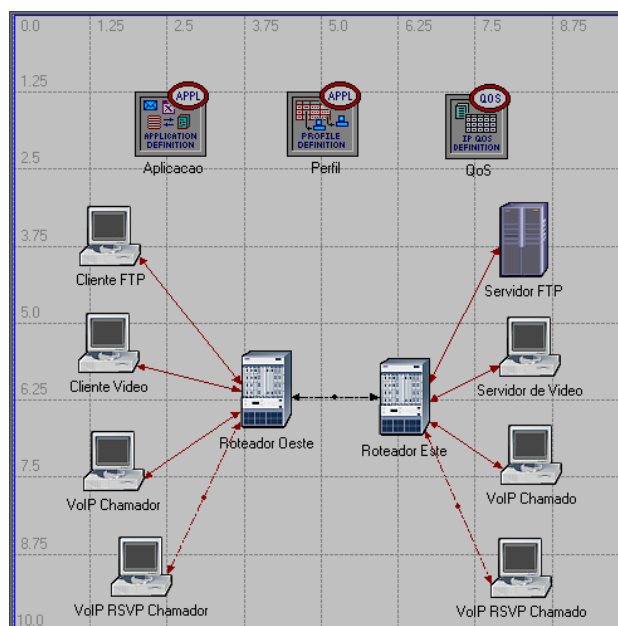 0.0 1.25 2.5 3.75 5.0 6.25 7.5 8.75
1.25
APPL APPL QOS
APPLICATION DEFINITION
PROFILE DEFINITION
IP QOS DEFINITION
Aplicacao Perfil QoS
2.5
3.75
Cliente FTP Servidor FTP
5.0
Cliente Video Servidor de Video
6.25
Roteador Oeste Roteador Este
7.5
VoIP Chamador VoIP Chamado
8.75
VoIP RSVP Chamador VoIP RSVP Chamado
10.0